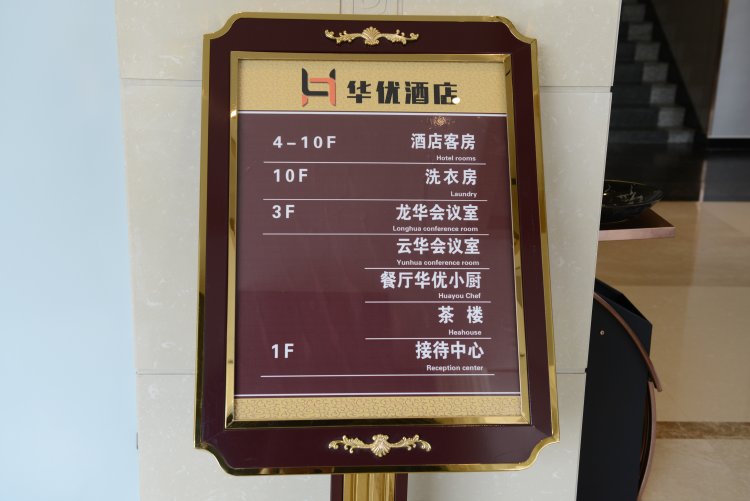 华优酒店
4-10F 酒店客房
Hotel rooms
10F 洗衣房
Laundry
3F 龙华会议室
Longhua conference room
云华会议室
Yunhua conference room
餐厅华优小厨
Huayou Chef
茶 楼
Heahouse
1F 接待中心
Reception center